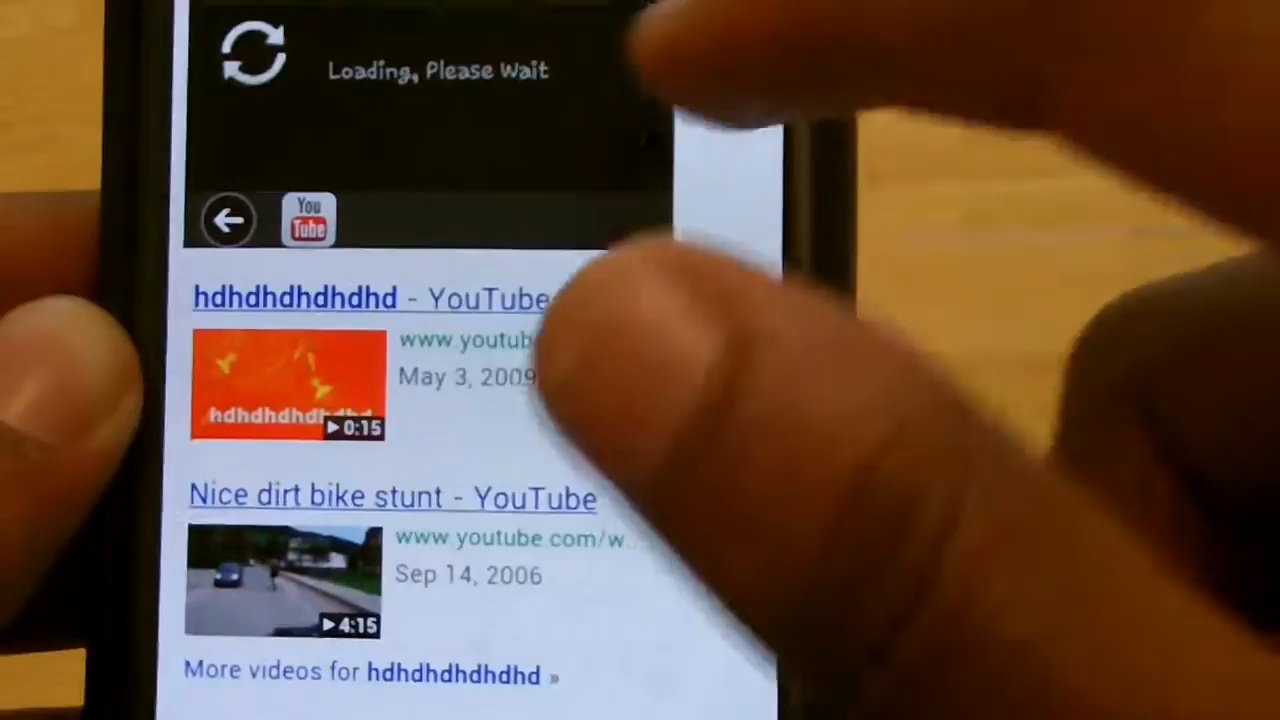 Loading, Please Wait
You
Tube
hdhdhdhdhdhd - YouTube
www.youtub
May 3, 2009
0:15
Nice dirt bike stunt - YouTube
www.youtube.com/w...
Sep 14, 2006
4:15
More videos for hdhdhdhdhdhd »